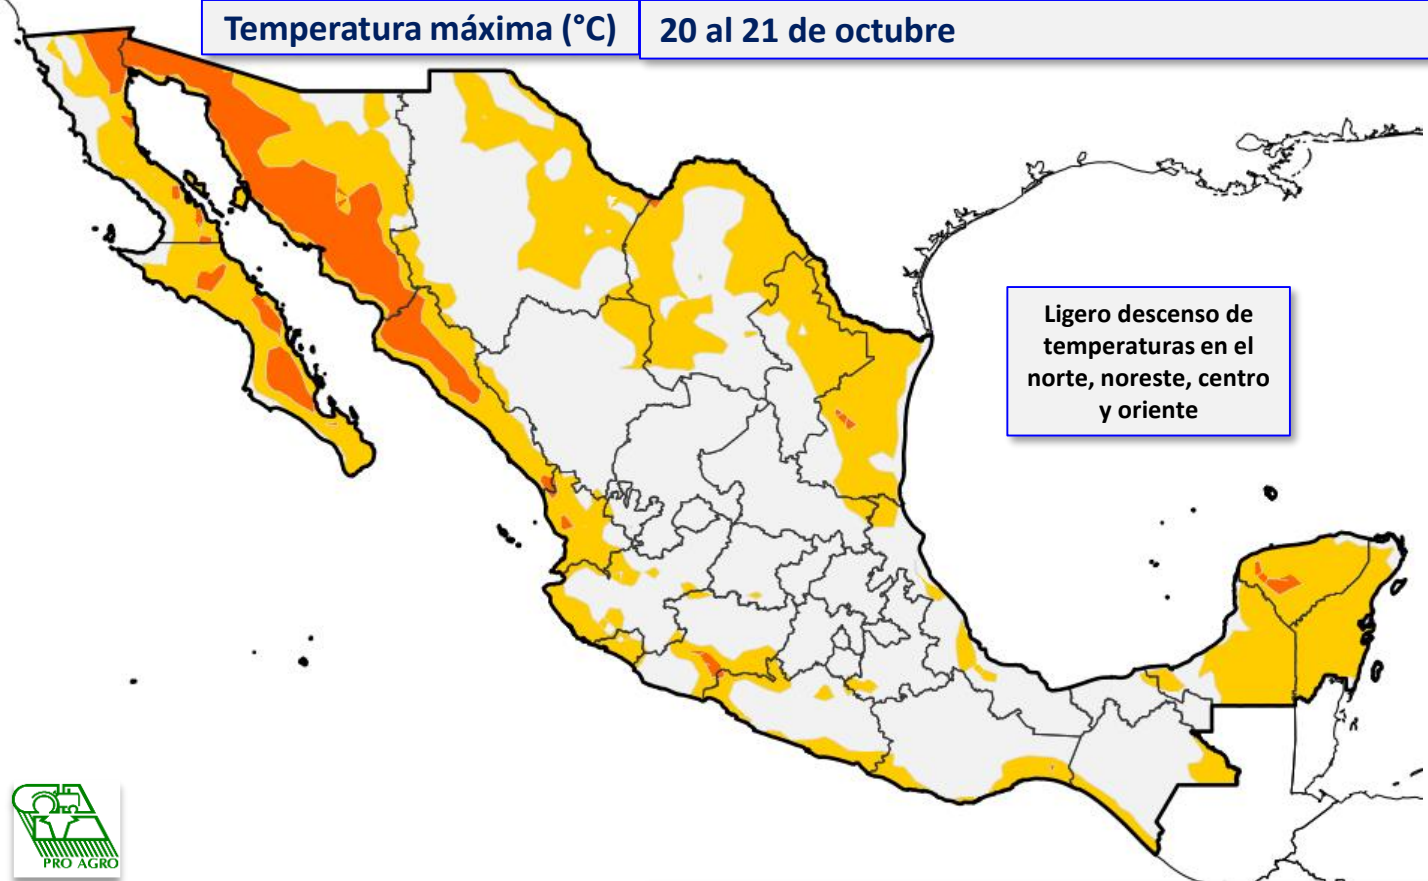 Temperatura máxima (°C)
20 al 21 de octubre
Ligero descenso de
temperaturas en el
norte, noreste, centro
y oriente
PRO AGRO